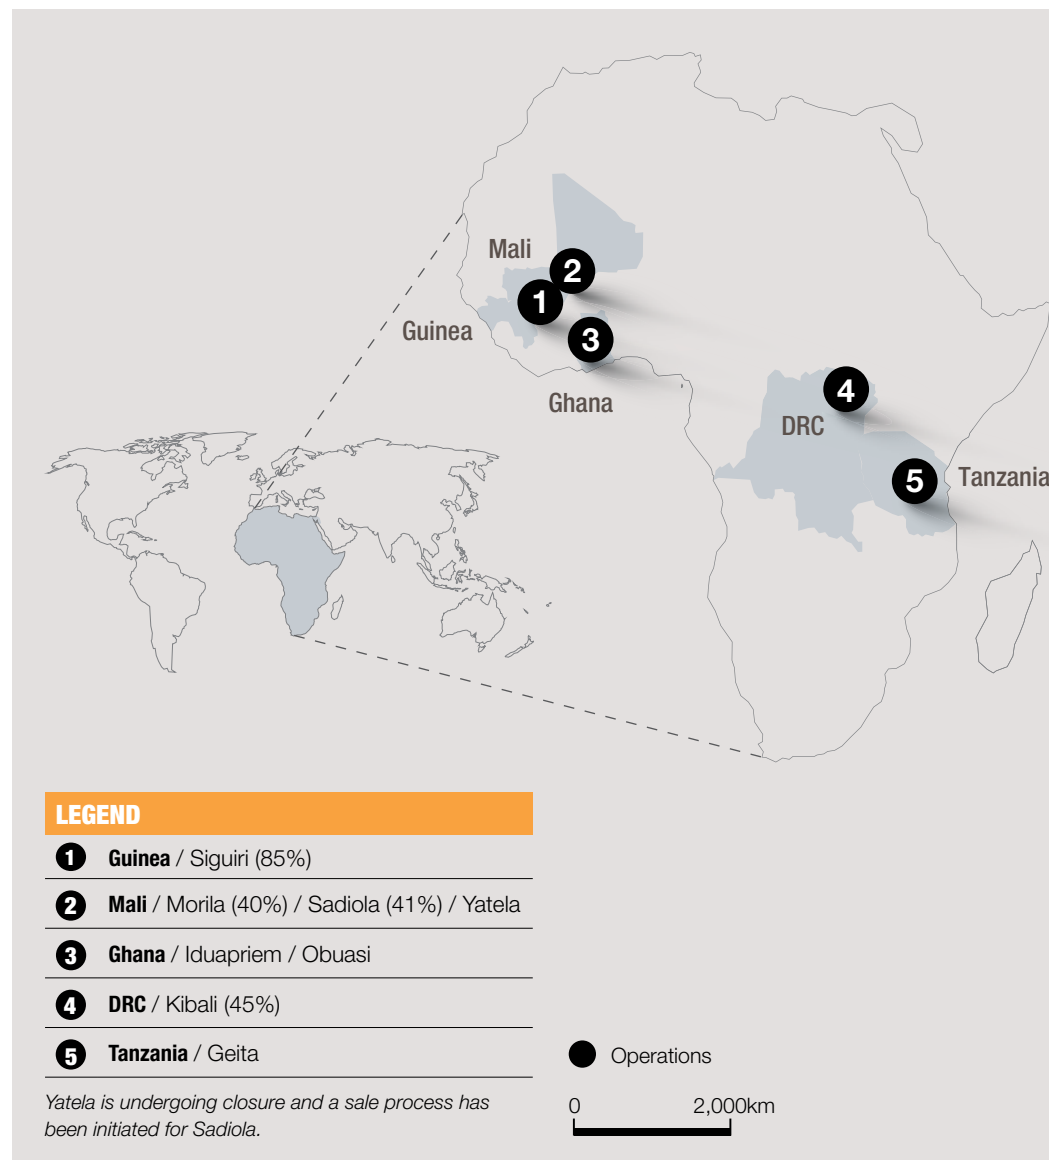 Mali
2
1
Guinea
3
Ghana
4
DRC
5
Tanzania
LEGEND
1 Guinea / Siguiri (85%)
2 Mali / Morila (40%) / Sadiola (41%) / Yatela
3 Ghana / Iduapriem / Obuasi
4 DRC / Kibali (45%)
5 Tanzania / Geita
Yatela is undergoing closure and a sale process has
been initiated for Sadiola.
Operations
0 2,000km